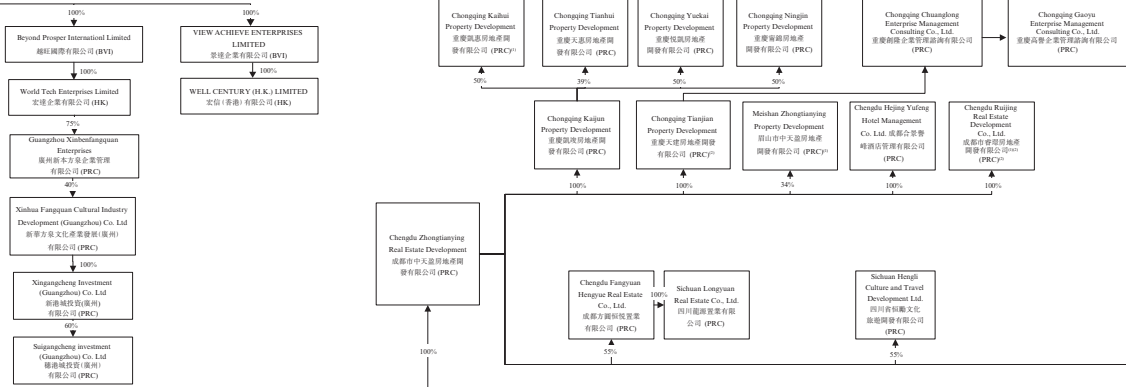 100%
100%
Beyond Prosper International Limited
越旺國際有限公司 (BVI)
VIEW ACHIEVE ENTERPRISES
LIMITED
景達企業有限公司 (BVI)
100%
100%
World Tech Enterprises Limited
宏達企業有限公司 (HK)
WELL CENTURY (H.K.) LIMITED
宏信(香港)有限公司 (HK)
75%
Guangzhou Xinbenfangquan
Enterprises
廣州新本方泉企業管理
有限公司 (PRC)
40%
Xinhua Fangquan Cultural Industry
Development (Guangzhou) Co. Ltd
新華方泉文化產業發展(廣州)
有限公司 (PRC)
100%
Xingangcheng Investment
(Guangzhou) Co. Ltd
新港城投資(廣州)
有限公司 (PRC)
60%
Suigangcheng investment
(Guangzhou) Co. Ltd
穗港城投資(廣州)
有限公司 (PRC)
Chongqing Kaihui
Property Development
重慶凱惠房地產開
發有限公司 (PRC)⁽¹⁾
Chongqing Tianhui
Property Development
重慶天惠房地產開
發有限公司 (PRC)
Chongqing Yuekai
Property Development
重慶悅凱房地產
開發有限公司 (PRC)
Chongqing Ningjin
Property Development
重慶甯錦房地產
開發有限公司 (PRC)
Chongqing Chuanglong
Enterprise Management
Consulting Co., Ltd.
重慶創隆企業管理諮詢有限公司
(PRC)
Chongqing Gaoyu
Enterprise Management
Consulting Co., Ltd.
重慶高譽企業管理諮詢有限公司
(PRC)
50%
39%
50%
50%
100%
Chongqing Kaijun
Property Development
重慶凱竣房地產開
發有限公司 (PRC)
Chongqing Tianjian
Property Development
重慶天建房地產開發
有限公司 (PRC)⁽²⁾
Meishan Zhongtianying
Property Development
眉山市中天盈房地產
開發有限公司 (PRC)⁽³⁾
Chengdu Hejing Yufeng
Hotel Management
Co. Ltd. 成都合景譽
峰酒店管理有限公司
(PRC)
Chengdu Ruijing
Real Estate
Development
Co., Ltd.
成都市睿璟房地產
開發有限公司⁽¹⁾⁽²⁾
(PRC)⁽²⁾
100%
100%
34%
100%
100%
Chengdu Zhongtianying
Real Estate Development
成都市中天盈房地產開
發有限公司 (PRC)
100%
Chengdu Fangyuan
Hengyue Real Estate
Co., Ltd.
成都方圓恒悅置業
有限公司 (PRC)
100%
Sichuan Longyuan
Real Estate Co., Ltd.
四川龍源置業有限
公司 (PRC)
Sichuan Hengli
Culture and Travel
Development Ltd.
四川省恒勵文化
旅遊開發有限公司
(PRC)
55%
55%